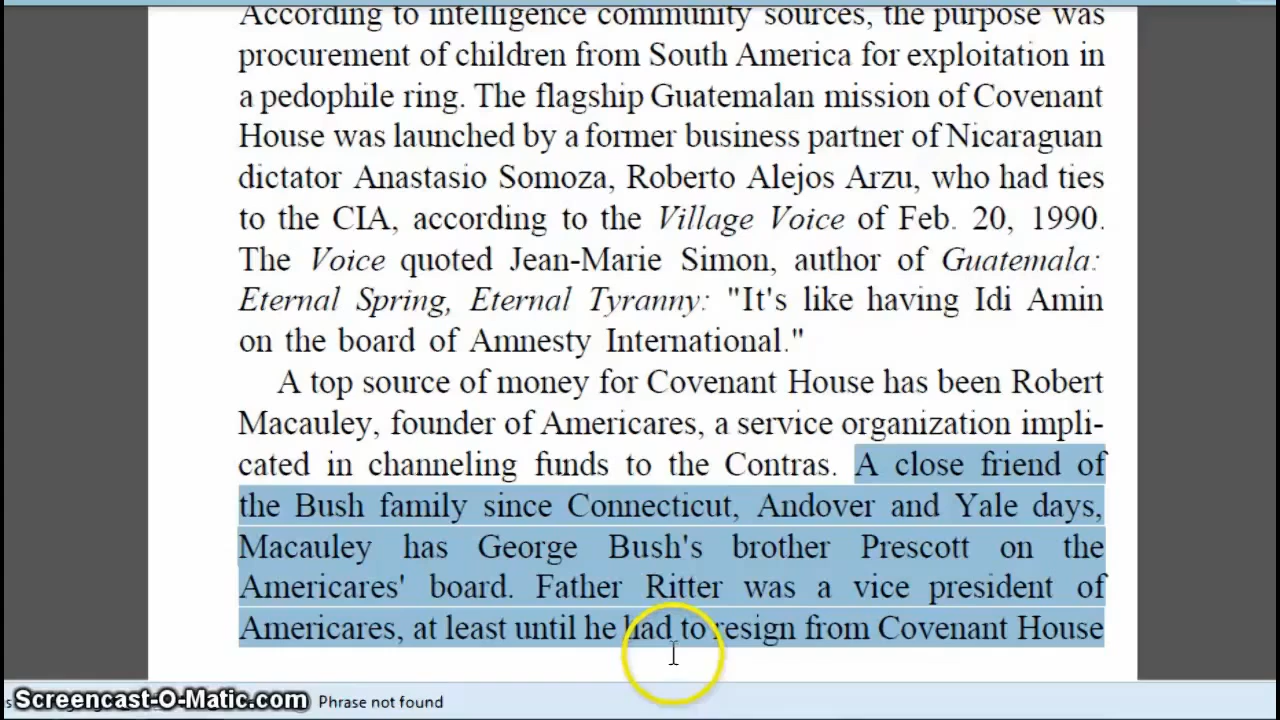 According to intelligence community sources, the purpose was
procurement of children from South America for exploitation in
a pedophile ring. The flagship Guatemalan mission of Covenant
House was launched by a former business partner of Nicaraguan
dictator Anastasio Somoza, Roberto Alejos Arzu, who had ties
to the CIA, according to the Village Voice of Feb. 20, 1990.
The Voice quoted Jean-Marie Simon, author of Guatemala:
Eternal Spring, Eternal Tyranny: "It's like having Idi Amin
on the board of Amnesty International."
A top source of money for Covenant House has been Robert
Macauley, founder of Americares, a service organization impli-
cated in channeling funds to the Contras. A close friend of
the Bush family since Connecticut, Andover and Yale days,
Macauley has George Bush's brother Prescott on the
Americares' board. Father Ritter was a vice president of
Americares, at least until he had to resign from Covenant House
Screencast-O-Matic.com Phrase not found